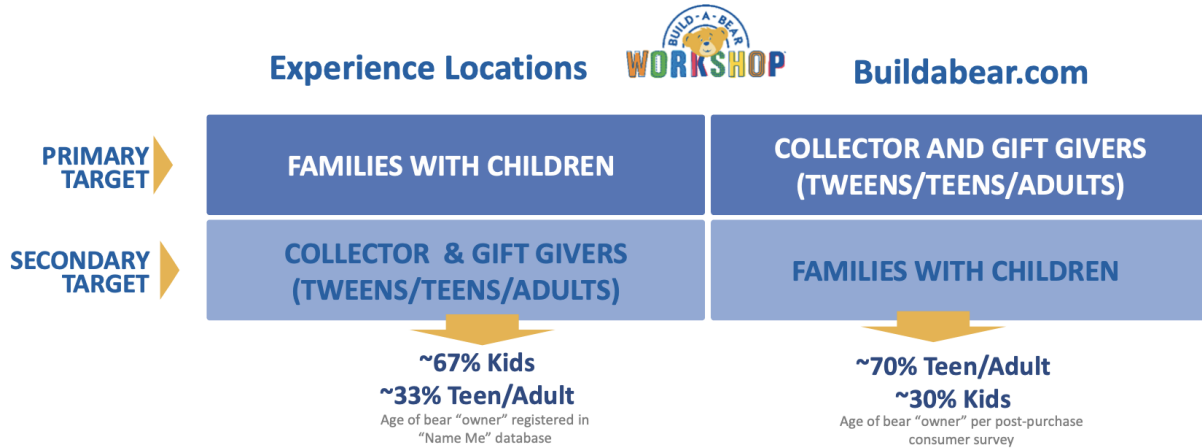 BUILD-A-BEAR
WORKSHOP
Experience Locations
Buildabear.com
PRIMARY
TARGET
FAMILIES WITH CHILDREN
COLLECTOR AND GIFT GIVERS
(TWEENS/TEENS/ADULTS)
SECONDARY
TARGET
COLLECTOR & GIFT GIVERS
(TWEENS/TEENS/ADULTS)
FAMILIES WITH CHILDREN
~67% Kids
~33% Teen/Adult
Age of bear “owner” registered in
“Name Me” database
~70% Teen/Adult
~30% Kids
Age of bear “owner” per post-purchase
consumer survey